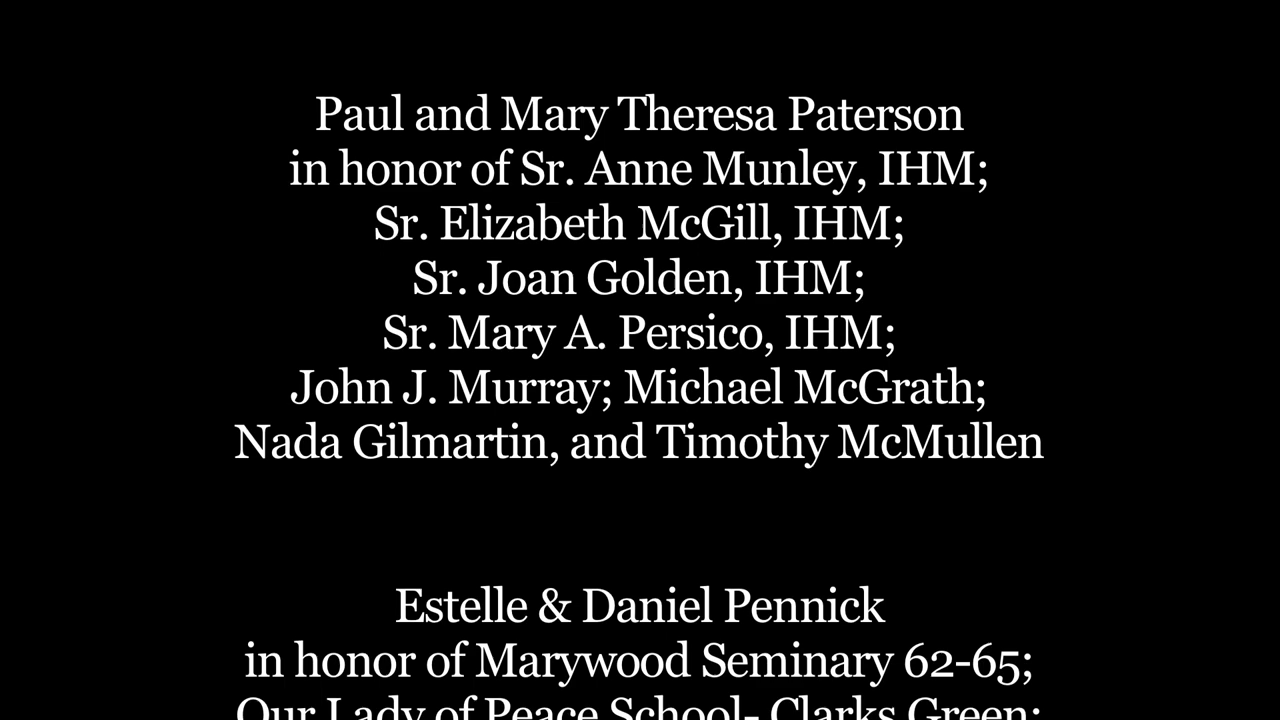 Paul and Mary Theresa Paterson
in honor of Sr. Anne Munley, IHM;
Sr. Elizabeth McGill, IHM;
Sr. Joan Golden, IHM;
Sr. Mary A. Persico, IHM;
John J. Murray; Michael McGrath;
Nada Gilmartin, and Timothy McMullen
Estelle & Daniel Pennick
in honor of Marywood Seminary 62-65;
Our Lady of Peace School- Clarks Green;